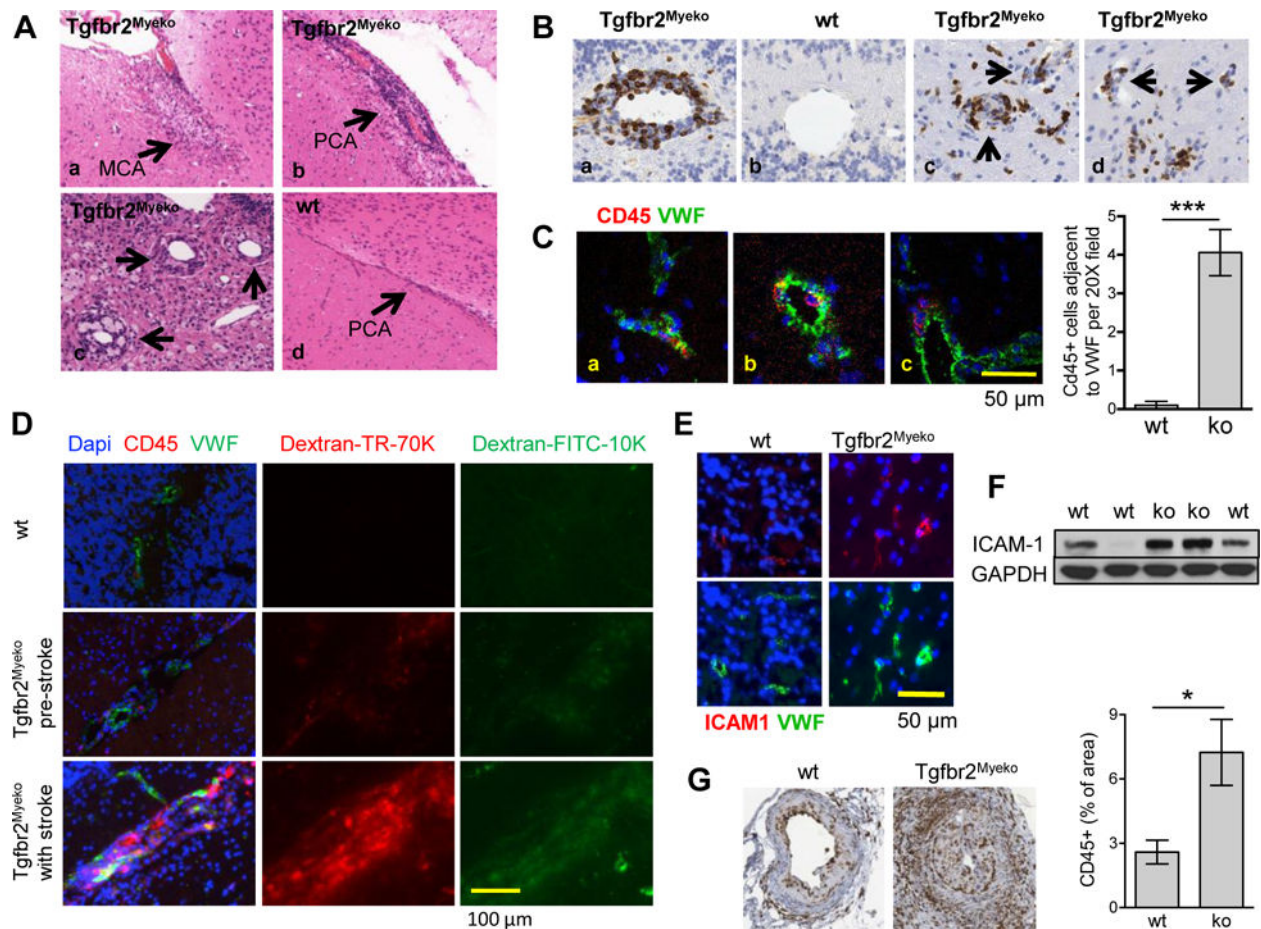 A
Tgfbr2Myeko
Tgfbr2Myeko
MCA
a
PCA
b
Tgfbr2Myeko
wt
c
PCA
d
B
Tgfbr2Myeko
wt
Tgfbr2Myeko
Tgfbr2Myeko
a
b
c
d
C
CD45 VWF
a
b
c
50 µm
Cd45+ cells adjacent
to VWF per 20X field
5
4
3
2
1
0
***
wt
ko
D
Dapi CD45 VWF
Dextran-TR-70K
Dextran-FITC-10K
wt
Tgfbr2Myeko
pre-stroke
Tgfbr2Myeko
with stroke
100 µm
E
wt
Tgfbr2Myeko
ICAM1 VWF
50 µm
F
wt wt ko ko wt
ICAM-1
GAPDH
G
wt
Tgfbr2Myeko
CD45+ (% of area)
9
6
3
0
*
wt
ko